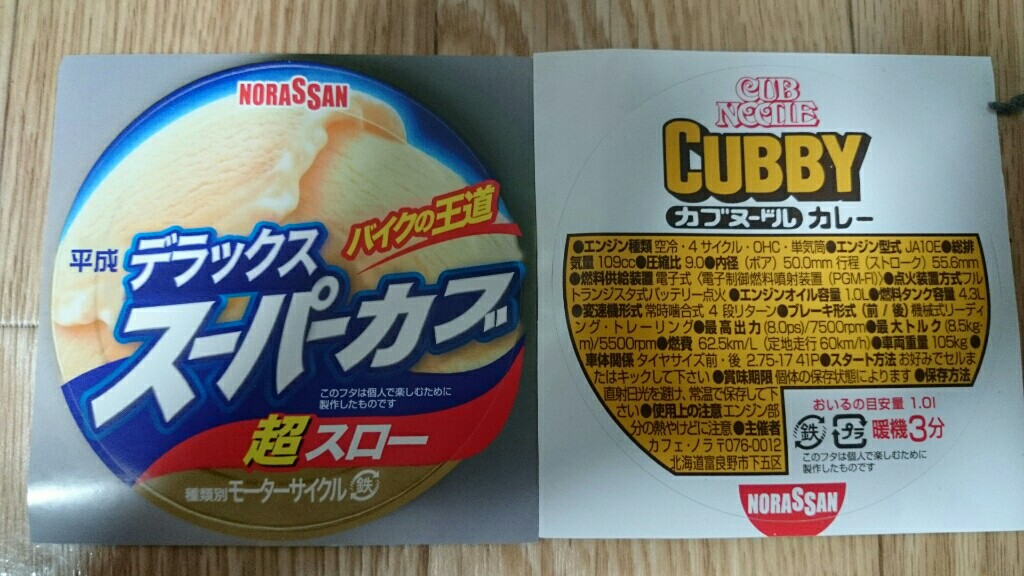 NORASSAN
バイクの王道
平成 デラックス
スーパーカブ
このフタは個人で楽しむために
製作したものです
超スロー
種類別 モーターサイクル 鉄
CUB
NOODLE
CUBBY
カブヌードル カレー
●エンジン種類 空冷・4サイクル・OHC・単気筒●エンジン型式 JA10E●総排
気量 109cc●圧縮比 9.0●内径（ボア）50.0mm 行程（ストローク）55.6mm
●燃料供給装置 電子式（電子制御燃料噴射装置（PGM-FI））●点火装置方式フル
トランジスタ式バッテリー点火 ●エンジンオイル容量 1.0L●燃料タンク容量 4.3L
●変速機形式 常時噛合式 4 段リターン●ブレーキ形式（前／後）機械式リーディ
ング・トレーリング●最高出力 (8.0ps)/7500rpm●最大トルク (8.5kg-
m)/5500rpm●燃費 62.5km/L（定地走行 60km/h）●車両重量 105kg ●
車体関係 タイヤサイズ前・後 2.75-17 41P●スタート方法 お好みでセルま
たはキックして下さい ●賞味期限 個体の保存状態によります ●保存方法
直射日光を避け、常温で保存して下
さい ●使用上の注意エンジン部
分の熱やけどに注意 ●主催者
カフェ・ノラ 〒076-0012
北海道富良野市下五区
おいるの目安量 1.0l
鉄 プラ 暖機3分
このフタは個人で楽しむために
製作したものです
NORASSAN